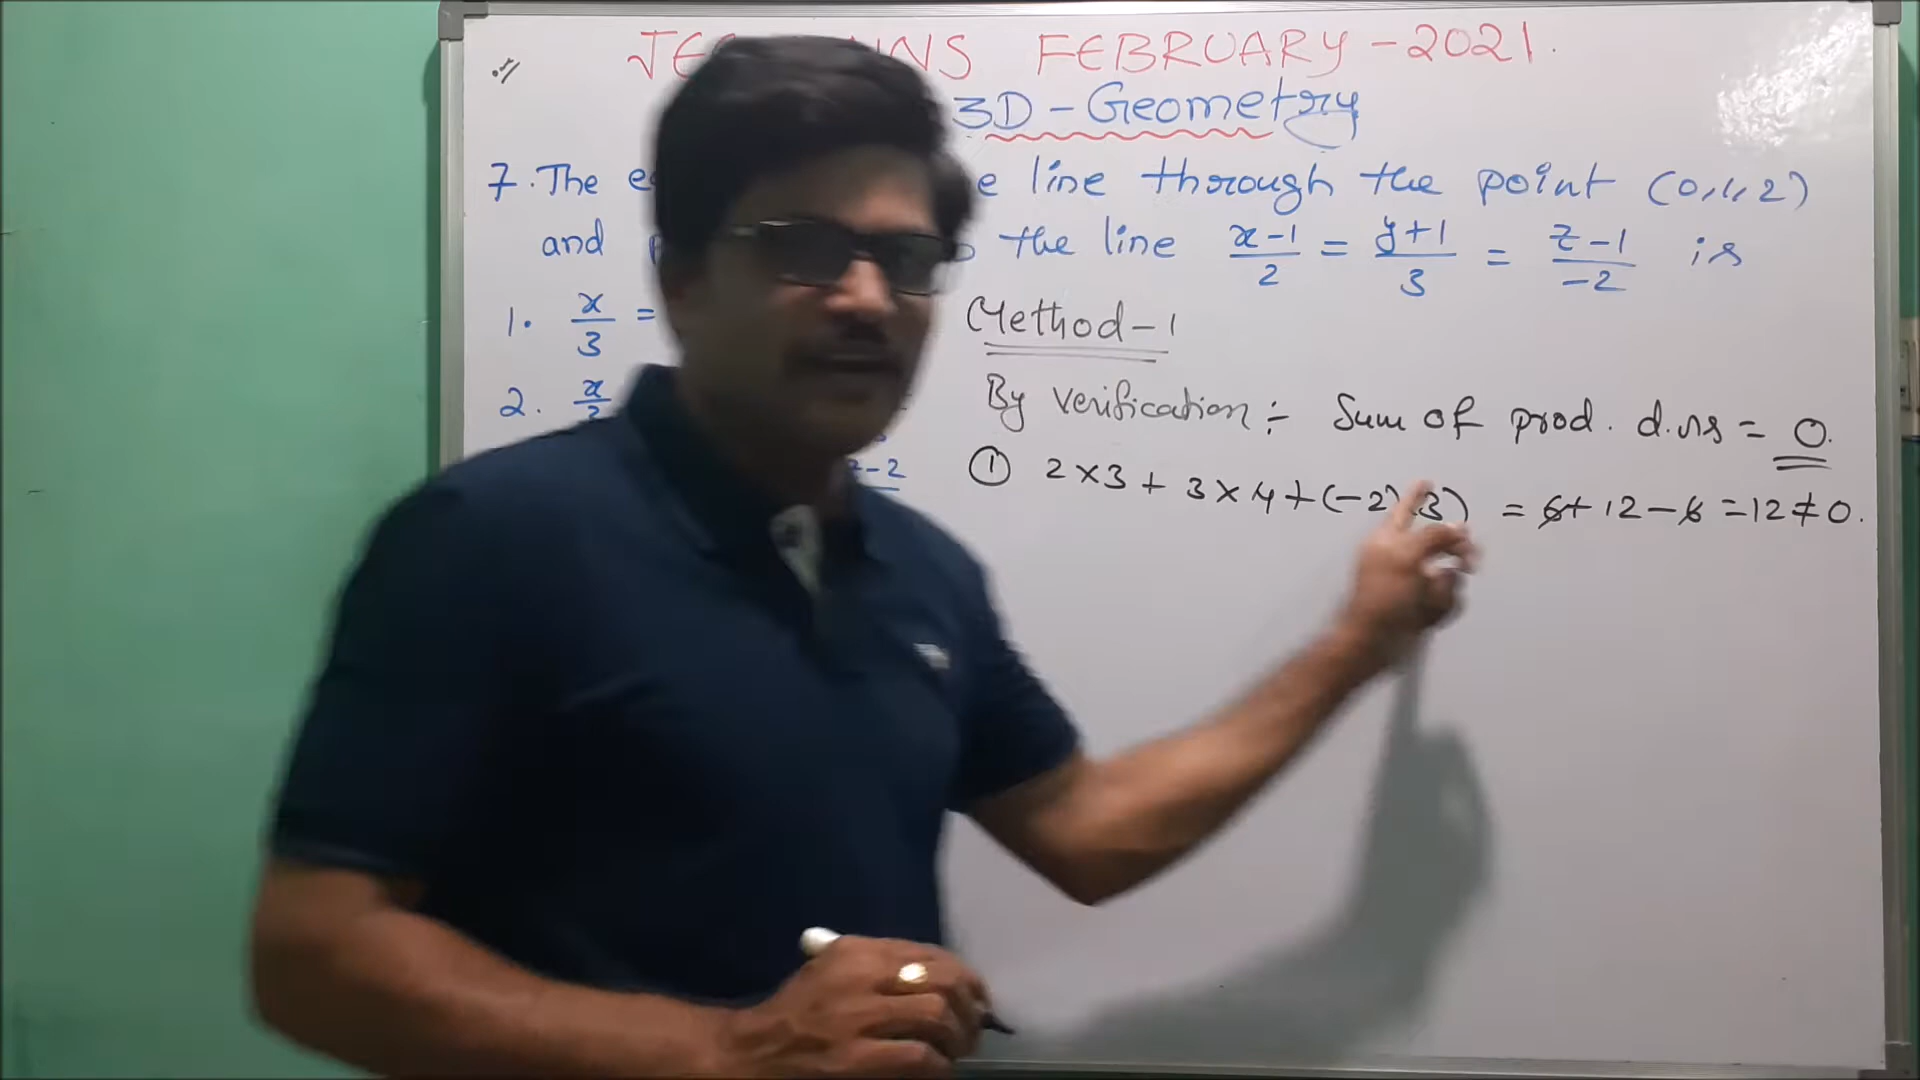 FEBRUARY - 2021.
3D - Geometry
7. The line through the point (0,1,2)
and the line x-1/2 = y+1/3 = z-1/-2 is
1. x/3 =
Method-1
2. x
By verification :- Sum of prod. d.rs = 0.
z-2
① 2×3 + 3×4 + (-2) 3) = 6 + 12 - 6 = 12 ≠ 0.